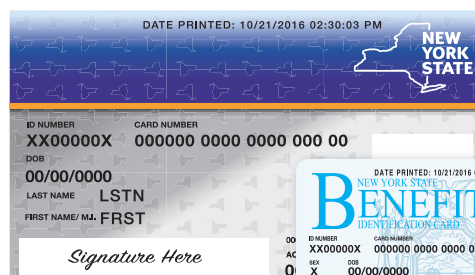 DATE PRINTED: 10/21/2016 02:30:03 PM
NEW
YORK
STATE
ID NUMBER CARD NUMBER
XX00000X 000000 0000 0000 000 00
DOB
00/00/0000
LAST NAME LSTN
FIRST NAME/ M.I. FRST
Signature Here
DATE PRINTED: 10/21/2016
NEW YORK STATE
BENEFIT
IDENTIFICATION CARD
ID NUMBER CARD NUMBER
XX00000X 000000 0000 0000 0
SEX DOB
X 00/00/0000